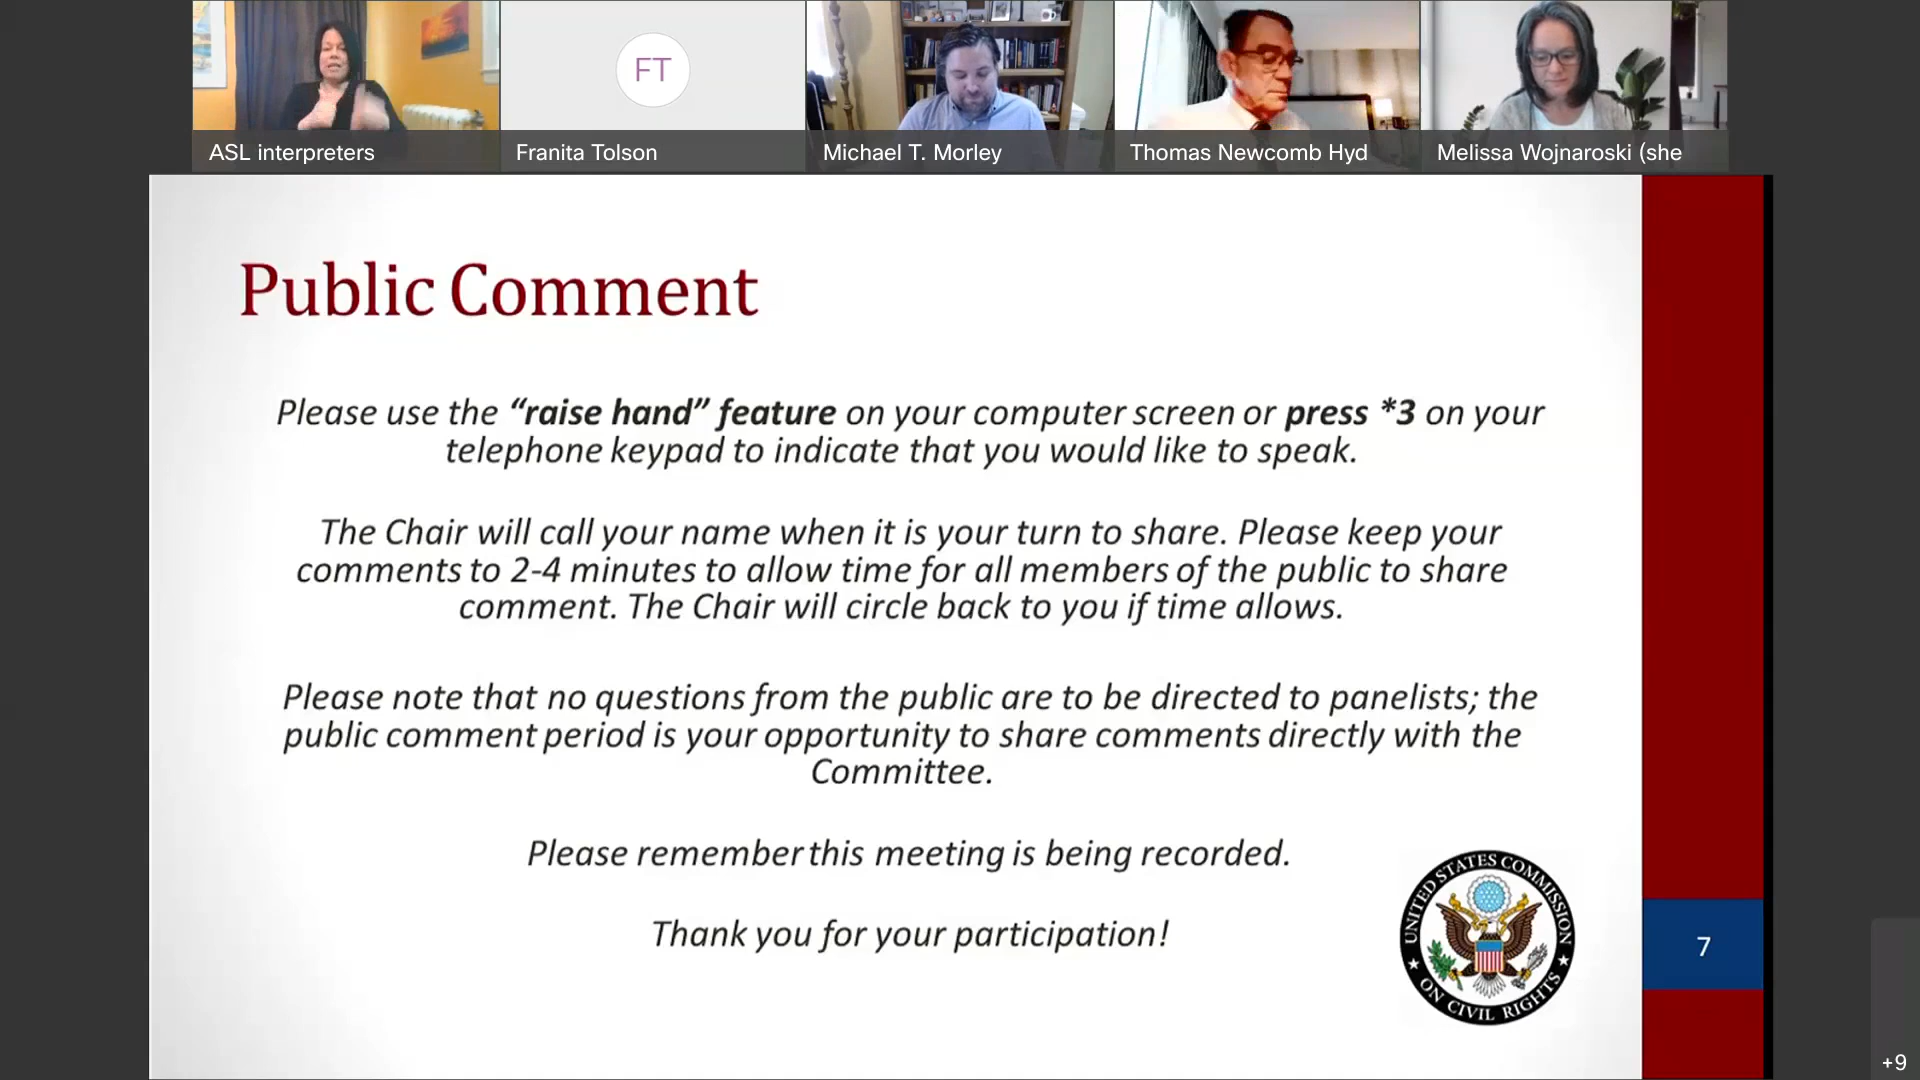 ASL interpreters
FT
Franita Tolson
Michael T. Morley
Thomas Newcomb Hyd
Melissa Wojnaroski (she
Public Comment
Please use the “raise hand” feature on your computer screen or press *3 on your
telephone keypad to indicate that you would like to speak.
The Chair will call your name when it is your turn to share. Please keep your
comments to 2-4 minutes to allow time for all members of the public to share
comment. The Chair will circle back to you if time allows.
Please note that no questions from the public are to be directed to panelists; the
public comment period is your opportunity to share comments directly with the
Committee.
Please remember this meeting is being recorded.
Thank you for your participation!
UNITED STATES COMMISSION
ON CIVIL RIGHTS
7
+9